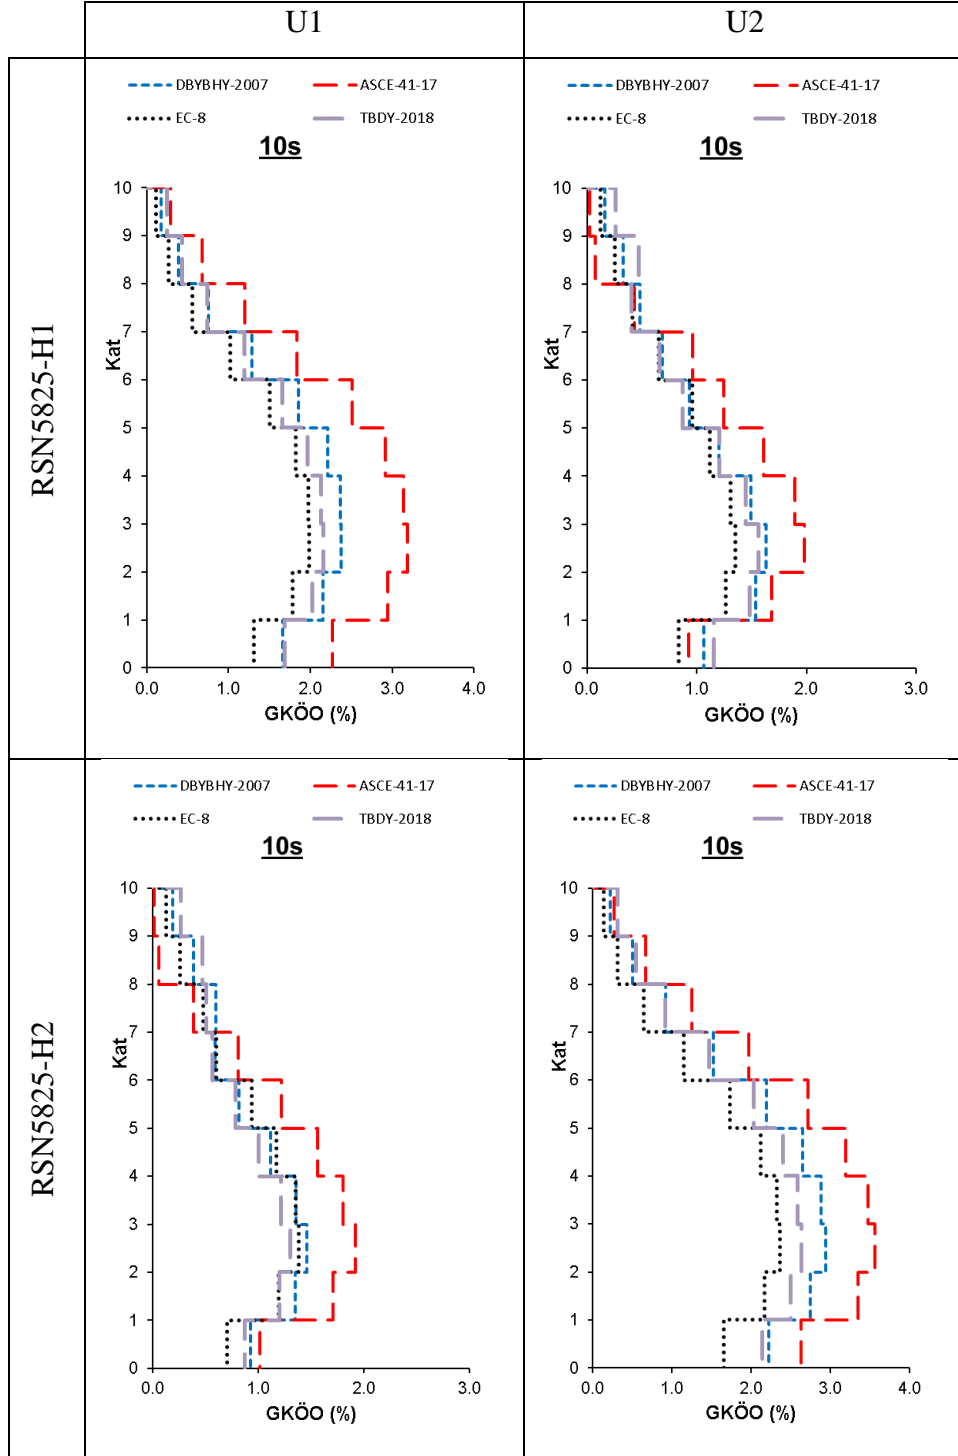 U1 U2
RSN5825-H1
DBYBHY-2007 ASCE-41-17
EC-8 TBDY-2018
10s
10
9
8
7
6
5
4
3
2
1
0
Kat
0.0 1.0 2.0 3.0 4.0
GKÖO (%)
DBYBHY-2007 ASCE-41-17
EC-8 TBDY-2018
10s
10
9
8
7
6
5
4
3
2
1
0
Kat
0.0 1.0 2.0 3.0
GKÖO (%)
RSN5825-H2
DBYBHY-2007 ASCE-41-17
EC-8 TBDY-2018
10s
10
9
8
7
6
5
4
3
2
1
0
Kat
0.0 1.0 2.0 3.0
GKÖO (%)
DBYBHY-2007 ASCE-41-17
EC-8 TBDY-2018
10s
10
9
8
7
6
5
4
3
2
1
0
Kat
0.0 1.0 2.0 3.0 4.0
GKÖO (%)